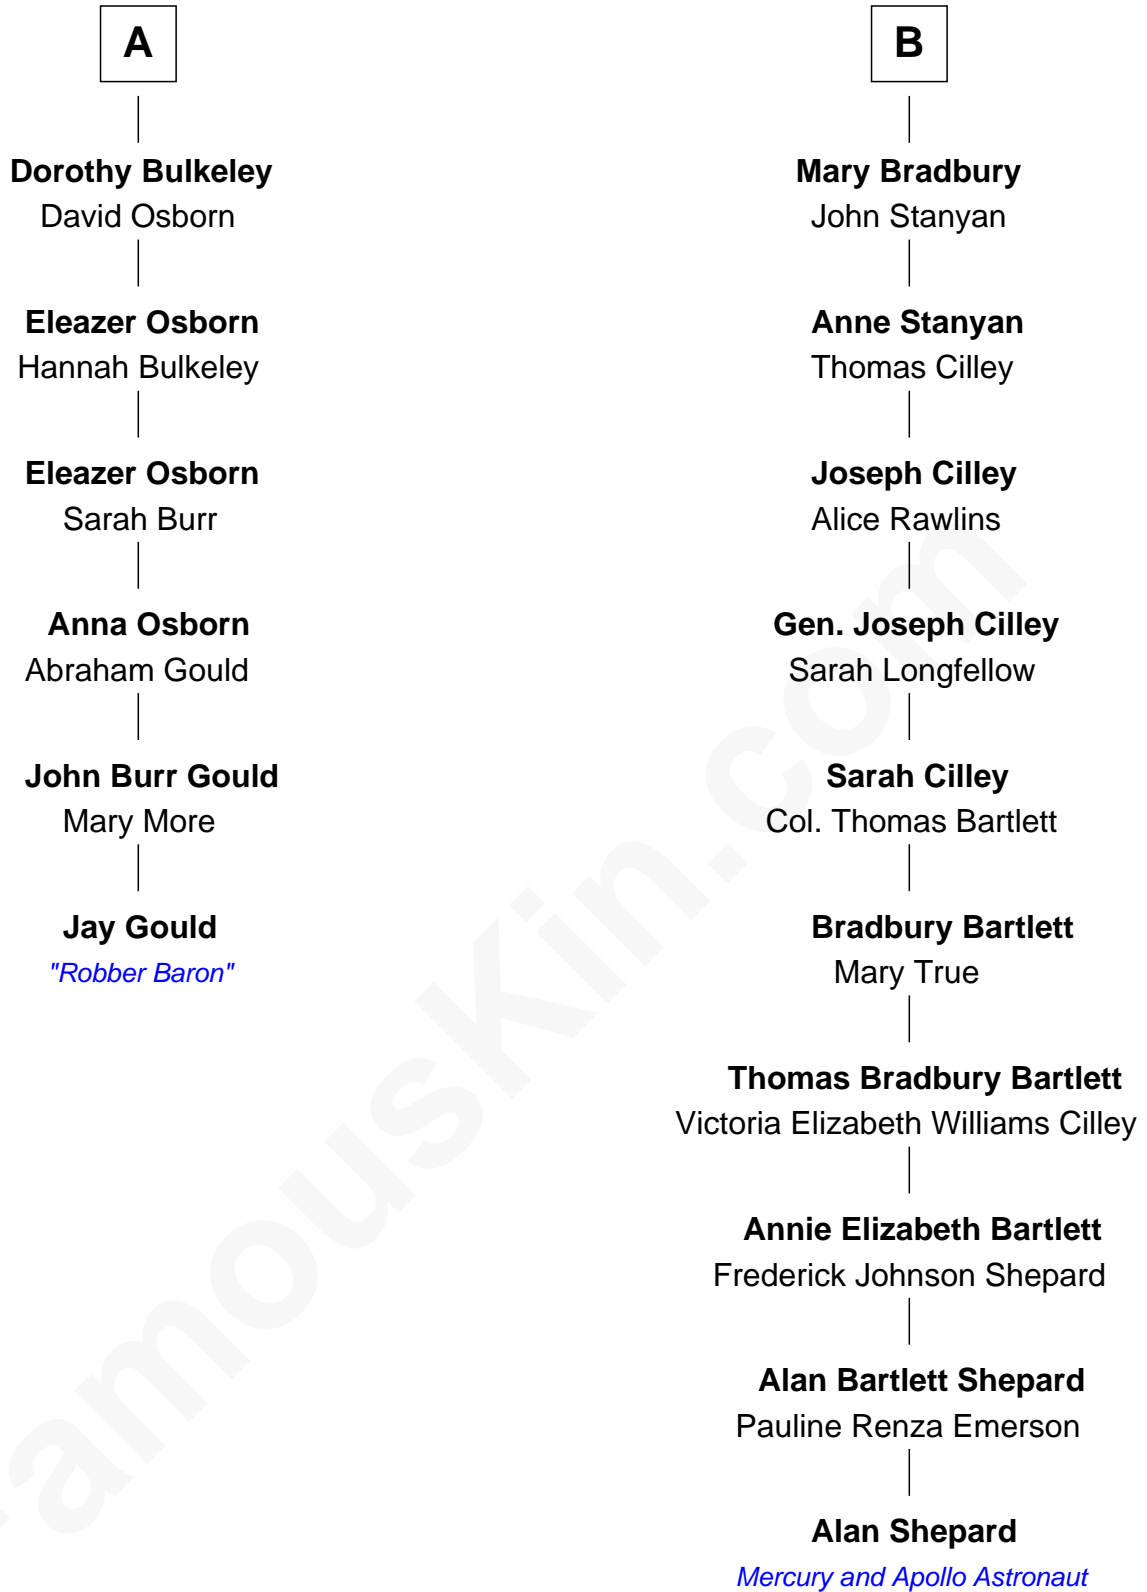 A
Dorothy Bulkeley
David Osborn
Eleazer Osborn
Hannah Bulkeley
Eleazer Osborn
Sarah Burr
Anna Osborn
Abraham Gould
John Burr Gould
Mary More
Jay Gould
"Robber Baron"
B
Mary Bradbury
John Stanyan
Anne Stanyan
Thomas Cilley
Joseph Cilley
Alice Rawlins
Gen. Joseph Cilley
Sarah Longfellow
Sarah Cilley
Col. Thomas Bartlett
Bradbury Bartlett
Mary True
Thomas Bradbury Bartlett
Victoria Elizabeth Williams Cilley
Annie Elizabeth Bartlett
Frederick Johnson Shepard
Alan Bartlett Shepard
Pauline Renza Emerson
Alan Shepard
Mercury and Apollo Astronaut
FamousKin.com